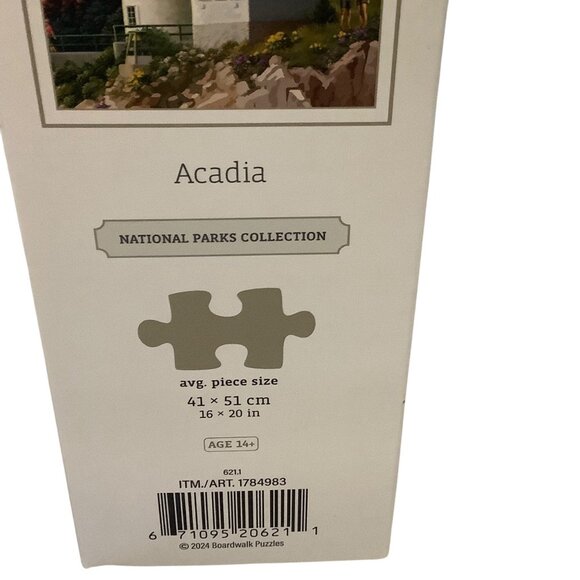 Acadia
NATIONAL PARKS COLLECTION
avg. piece size
41 × 51 cm
16 × 20 in
AGE 14+
621.1
ITM./ART. 1784983
6 71095 20621 1
© 2024 Boardwalk Puzzles